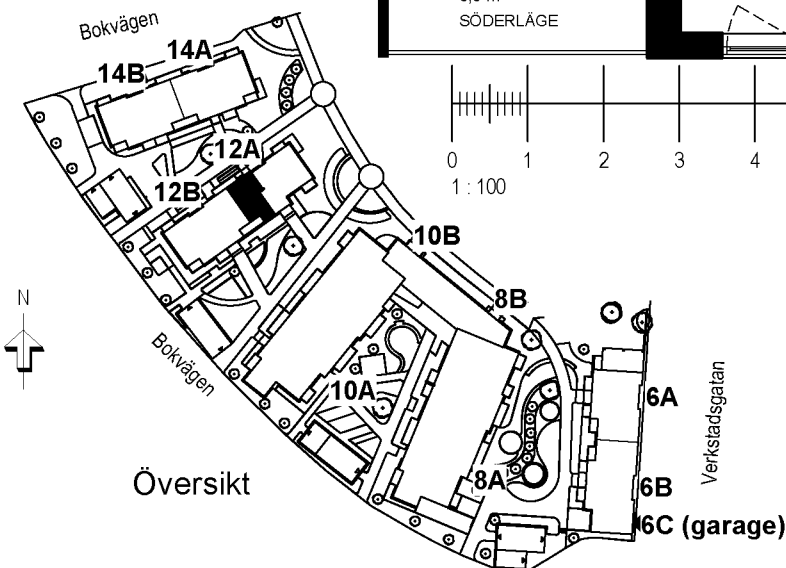 SÖDERLÄGE
Bokvägen
14A
14B
12A
12B
0 1 2 3 4
1 : 100
10B
8B
N
Bokvägen
10A
6A
Verkstadsgatan
8A
6B
6C (garage)
Översikt